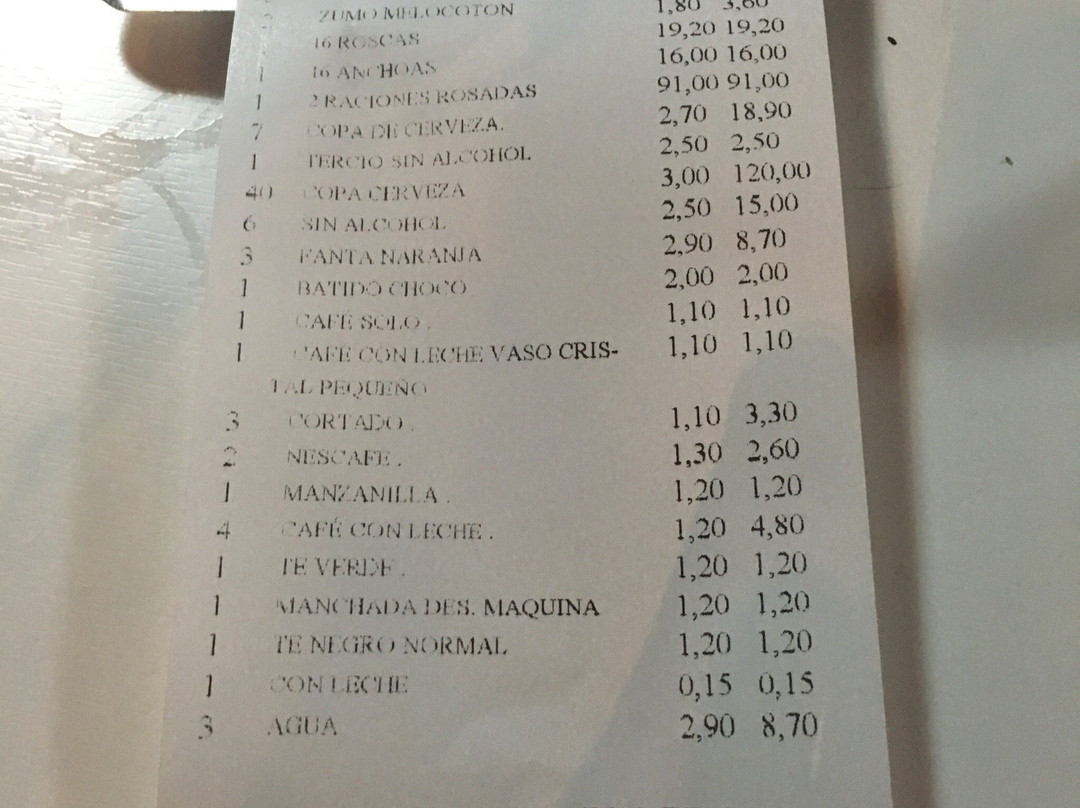 2 ZUMO MELOCOTON 1,80 3,60
16 ROSCAS 19,20 19,20
1 16 ANCHOAS 16,00 16,00
1 2 RACIONES ROSADAS 91,00 91,00
7 COPA DE CERVEZA. 2,70 18,90
1 TERCIO SIN ALCOHOL 2,50 2,50
40 COPA CERVEZA 3,00 120,00
6 SIN ALCOHOL 2,50 15,00
3 FANTA NARANJA 2,90 8,70
1 BATIDO CHOCO 2,00 2,00
1 CAFE SOLO . 1,10 1,10
1 CAFE CON LECHE VASO CRIS- 1,10 1,10
TAL PEQUEÑO
3 CORTADO . 1,10 3,30
2 NESCAFE . 1,30 2,60
1 MANZANILLA . 1,20 1,20
4 CAFÉ CON LECHE . 1,20 4,80
1 TE VERDE . 1,20 1,20
1 MANCHADA DES. MAQUINA 1,20 1,20
1 TE NEGRO NORMAL 1,20 1,20
1 CON LECHE 0,15 0,15
3 AGUA 2,90 8,70